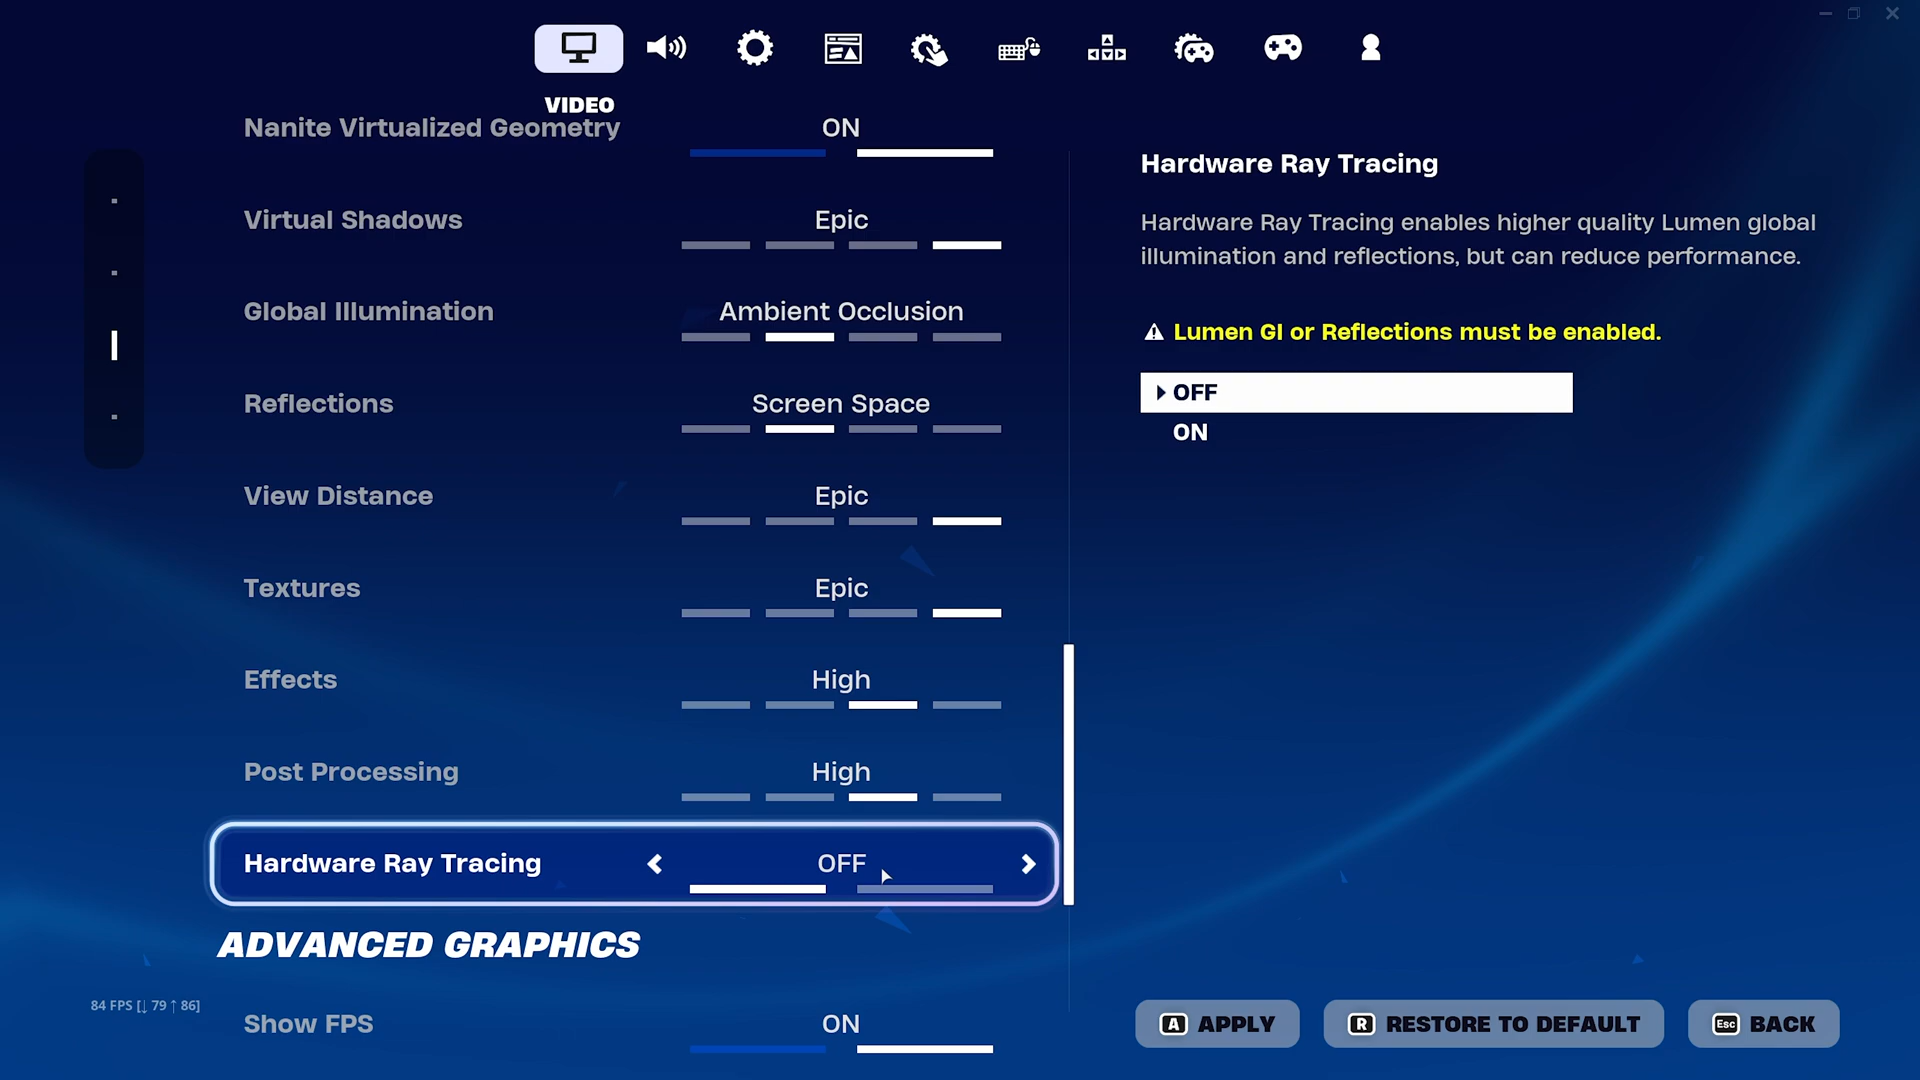 VIDEO
Nanite Virtualized Geometry
ON
Virtual Shadows
Epic
Global Illumination
Ambient Occlusion
Reflections
Screen Space
View Distance
Epic
Textures
Epic
Effects
High
Post Processing
High
Hardware Ray Tracing
OFF
ADVANCED GRAPHICS
Show FPS
ON
84 FPS [↓ 79 ↑ 86]
Hardware Ray Tracing
Hardware Ray Tracing enables higher quality Lumen global
illumination and reflections, but can reduce performance.
Lumen GI or Reflections must be enabled.
OFF
ON
A APPLY
R RESTORE TO DEFAULT
Esc BACK